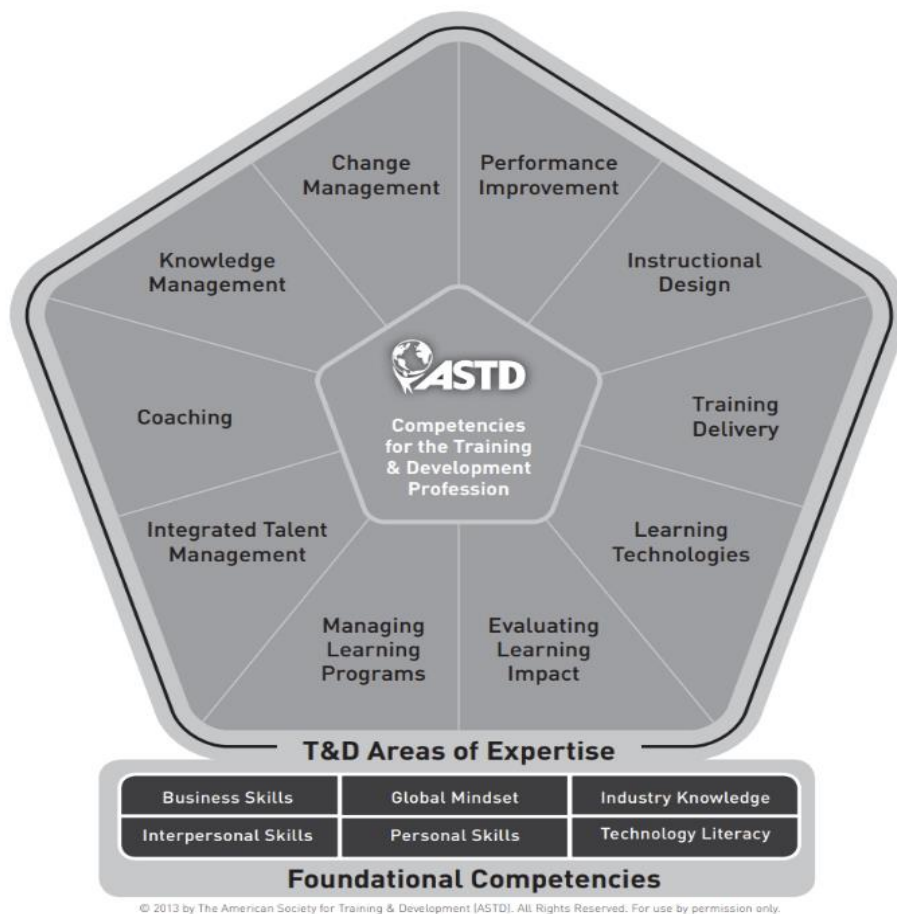 Change
Management
Performance
Improvement
Knowledge
Management
Instructional
Design
ASTD
Competencies
for the Training
& Development
Profession
Coaching
Training
Delivery
Integrated Talent
Management
Learning
Technologies
Managing
Learning
Programs
Evaluating
Learning
Impact
T&D Areas of Expertise
Business Skills
Global Mindset
Industry Knowledge
Interpersonal Skills
Personal Skills
Technology Literacy
Foundational Competencies
© 2013 by The American Society for Training & Development (ASTD). All Rights Reserved. For use by permission only.